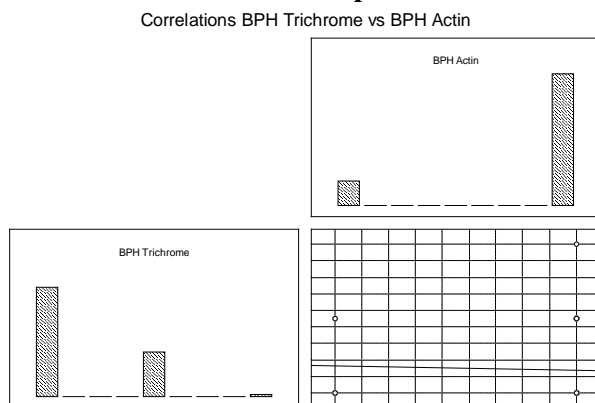 Correlations BPH Trichrome vs BPH Actin
BPH Actin
BPH Trichrome